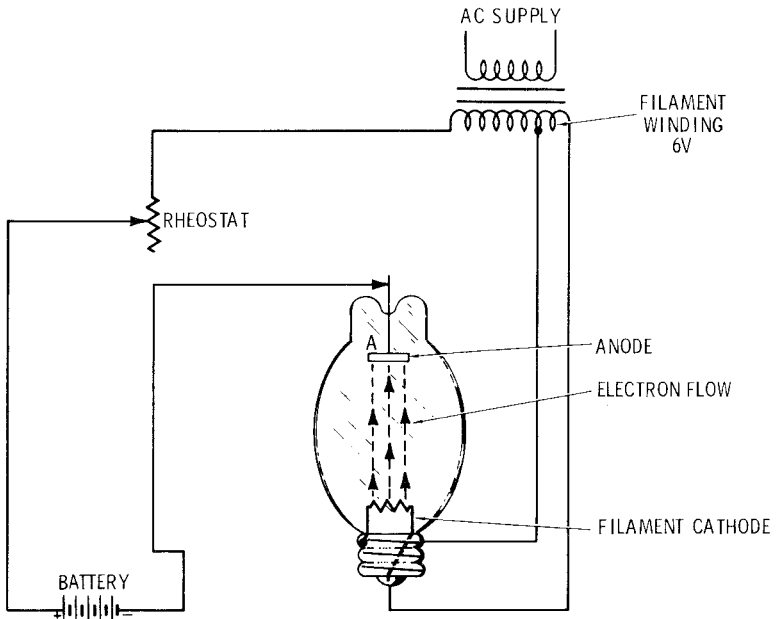 AC SUPPLY
FILAMENT
WINDING
6V
RHEOSTAT
A
ANODE
ELECTRON FLOW
FILAMENT CATHODE
BATTERY
+ −